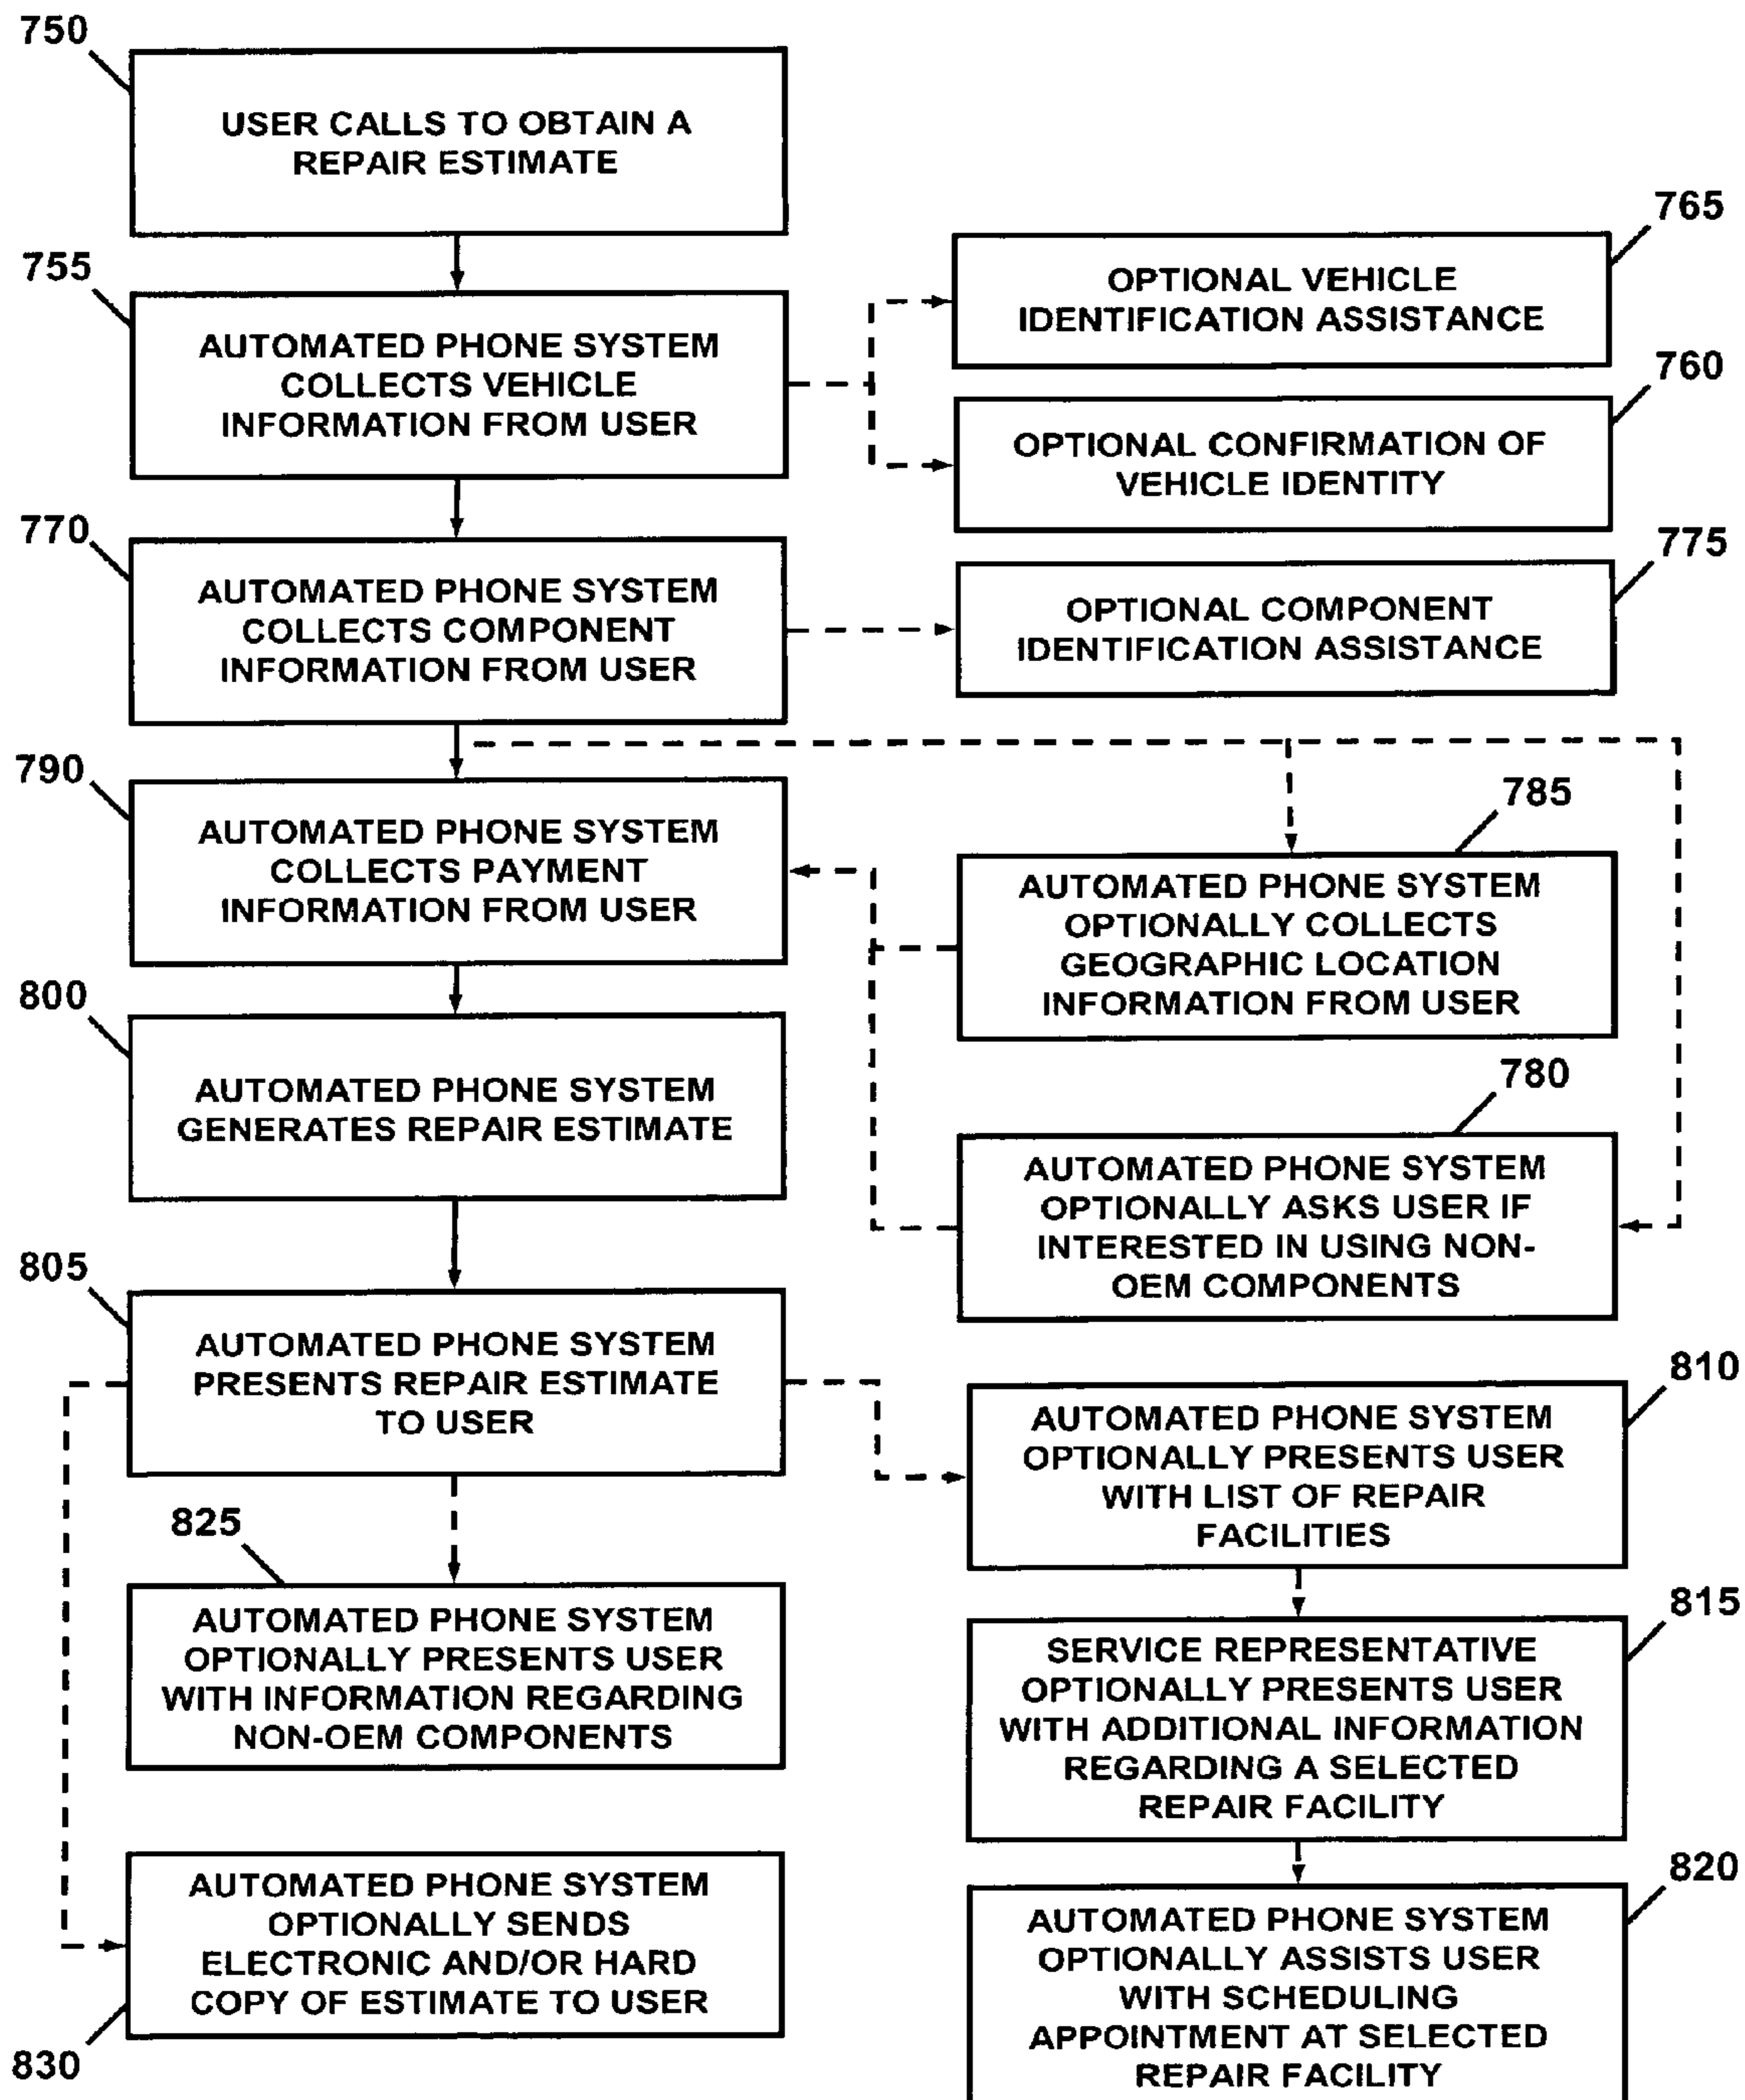 750
USER CALLS TO OBTAIN A
REPAIR ESTIMATE
755
AUTOMATED PHONE SYSTEM
COLLECTS VEHICLE
INFORMATION FROM USER
765
OPTIONAL VEHICLE
IDENTIFICATION ASSISTANCE
760
OPTIONAL CONFIRMATION OF
VEHICLE IDENTITY
770
AUTOMATED PHONE SYSTEM
COLLECTS COMPONENT
INFORMATION FROM USER
775
OPTIONAL COMPONENT
IDENTIFICATION ASSISTANCE
790
AUTOMATED PHONE SYSTEM
COLLECTS PAYMENT
INFORMATION FROM USER
785
AUTOMATED PHONE SYSTEM
OPTIONALLY COLLECTS
GEOGRAPHIC LOCATION
INFORMATION FROM USER
800
AUTOMATED PHONE SYSTEM
GENERATES REPAIR ESTIMATE
780
AUTOMATED PHONE SYSTEM
OPTIONALLY ASKS USER IF
INTERESTED IN USING NON-
OEM COMPONENTS
805
AUTOMATED PHONE SYSTEM
PRESENTS REPAIR ESTIMATE
TO USER
810
AUTOMATED PHONE SYSTEM
OPTIONALLY PRESENTS USER
WITH LIST OF REPAIR
FACILITIES
825
AUTOMATED PHONE SYSTEM
OPTIONALLY PRESENTS USER
WITH INFORMATION REGARDING
NON-OEM COMPONENTS
815
SERVICE REPRESENTATIVE
OPTIONALLY PRESENTS USER
WITH ADDITIONAL INFORMATION
REGARDING A SELECTED
REPAIR FACILITY
830
AUTOMATED PHONE SYSTEM
OPTIONALLY SENDS
ELECTRONIC AND/OR HARD
COPY OF ESTIMATE TO USER
820
AUTOMATED PHONE SYSTEM
OPTIONALLY ASSISTS USER
WITH SCHEDULING
APPOINTMENT AT SELECTED
REPAIR FACILITY